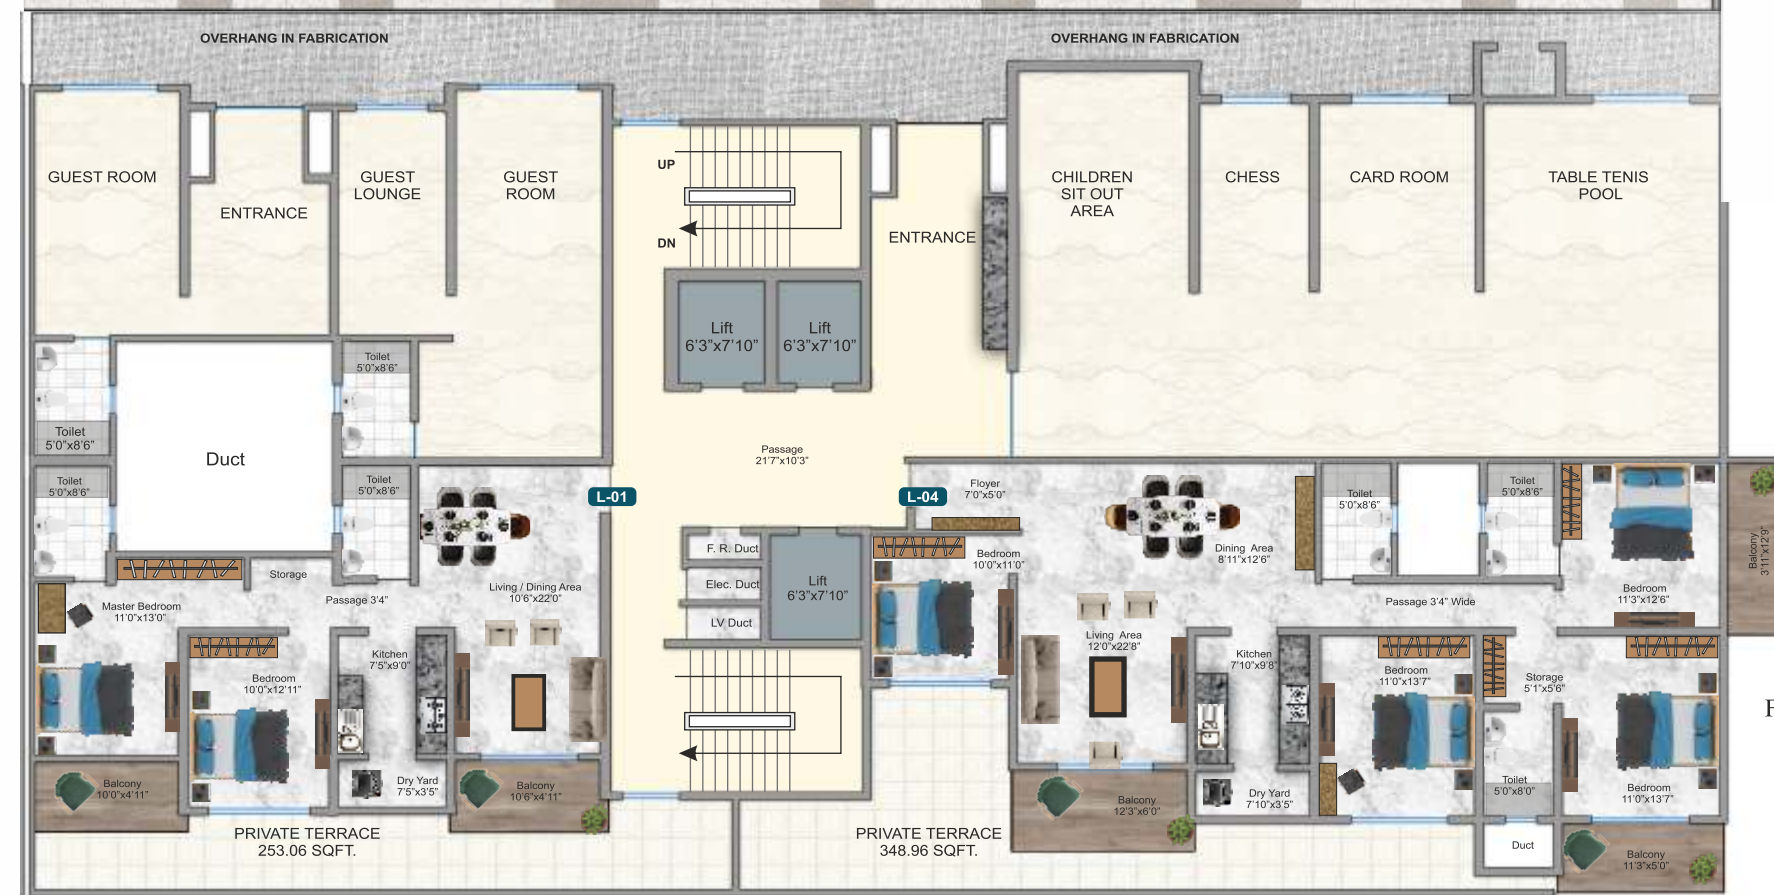 OVERHANG IN FABRICATION
OVERHANG IN FABRICATION
GUEST ROOM
ENTRANCE
GUEST
LOUNGE
GUEST
ROOM
UP
DN
ENTRANCE
CHILDREN
SIT OUT
AREA
CHESS
CARD ROOM
TABLE TENIS
POOL
Lift
6'3"x7'10"
Lift
6'3"x7'10"
Toilet
5'0"x8'6"
Toilet
5'0"x8'6"
Duct
Passage
21'7"x10'3"
Toilet
5'0"x8'6"
Toilet
5'0"x8'6"
L-01
L-04
Floyer
7'0"x5'0"
Toilet
5'0"x8'6"
Toilet
5'0"x8'6"
Balcony
3'11"x12'9"
Storage
Passage 3'4"
Living / Dining Area
10'6"x22'0"
F. R. Duct
Elec. Duct
LV Duct
Lift
6'3"x7'10"
Bedroom
10'0"x11'0"
Dining Area
8'11"x12'6"
Bedroom
11'3"x12'6"
Passage 3'4" Wide
Master Bedroom
11'0"x13'0"
Bedroom
10'0"x12'11"
Kitchen
7'5"x9'0"
Living Area
12'0"x22'8"
Kitchen
7'10"x9'8"
Bedroom
11'0"x13'7"
Storage
5'1"x5'6"
F
Balcony
10'0"x4'11"
Dry Yard
7'5"x3'5"
Balcony
10'6"x4'11"
Balcony
12'3"x6'0"
Dry Yard
7'10"x3'5"
Toilet
5'0"x8'0"
Bedroom
11'0"x13'7"
PRIVATE TERRACE
253.06 SQFT.
PRIVATE TERRACE
348.96 SQFT.
Duct
Balcony
11'3"x5'0"